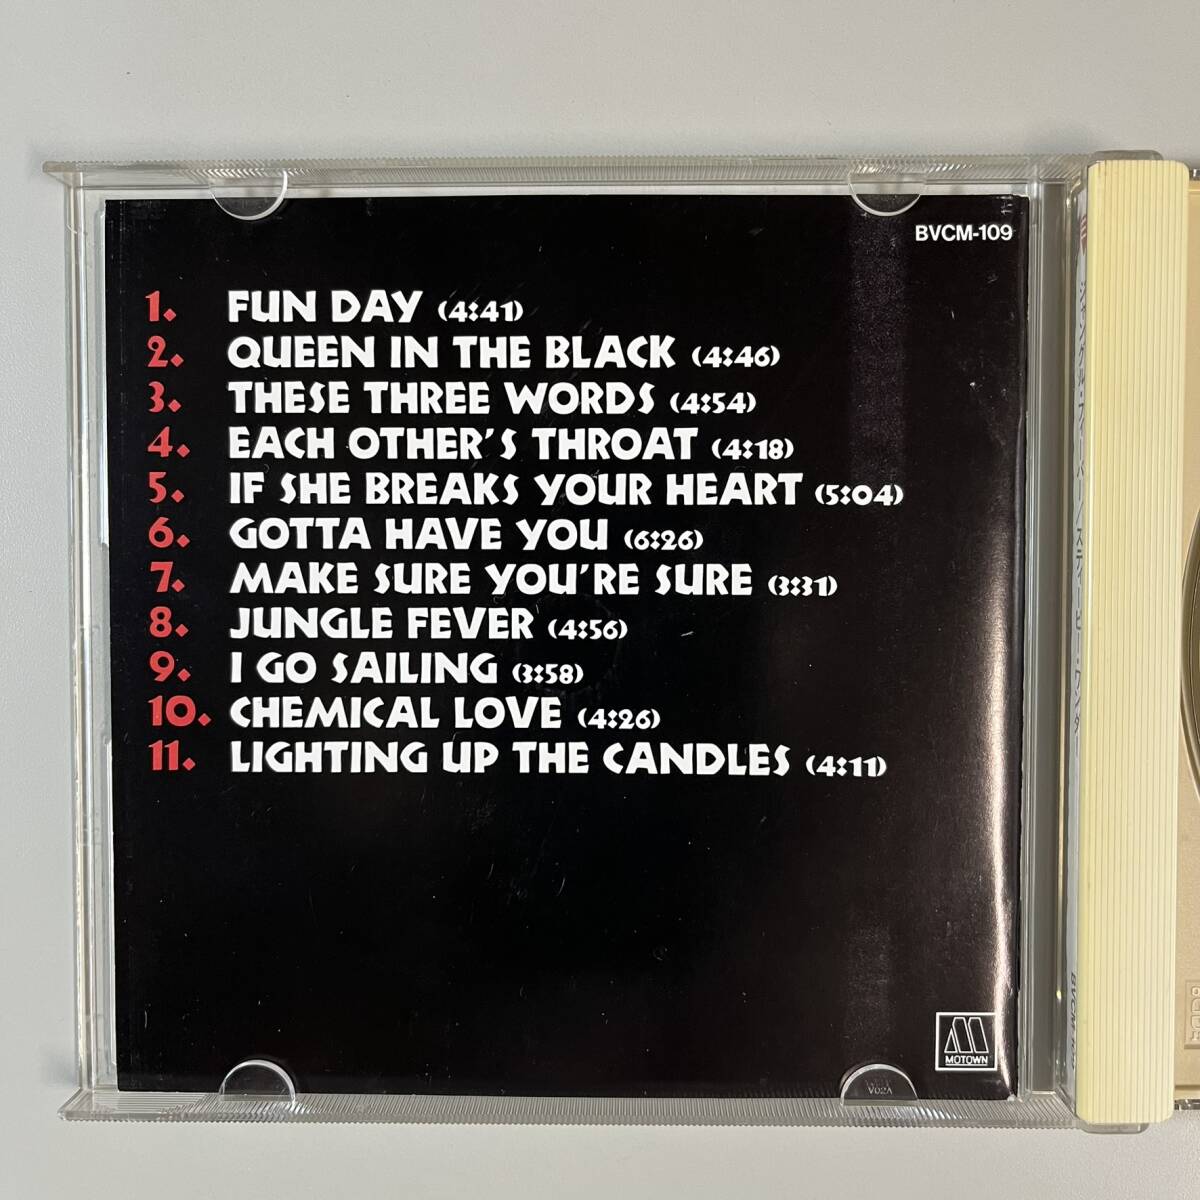 BVCM-109
1. FUN DAY (4:41)
2. QUEEN IN THE BLACK (4:46)
3. THESE THREE WORDS (4:54)
4. EACH OTHER'S THROAT (4:18)
5. IF SHE BREAKS YOUR HEART (5:04)
6. GOTTA HAVE YOU (6:26)
7. MAKE SURE YOU'RE SURE (3:31)
8. JUNGLE FEVER (4:56)
9. I GO SAILING (3:58)
10. CHEMICAL LOVE (4:26)
11. LIGHTING UP THE CANDLES (4:11)
MOTOWN
V02A
BVCM-109